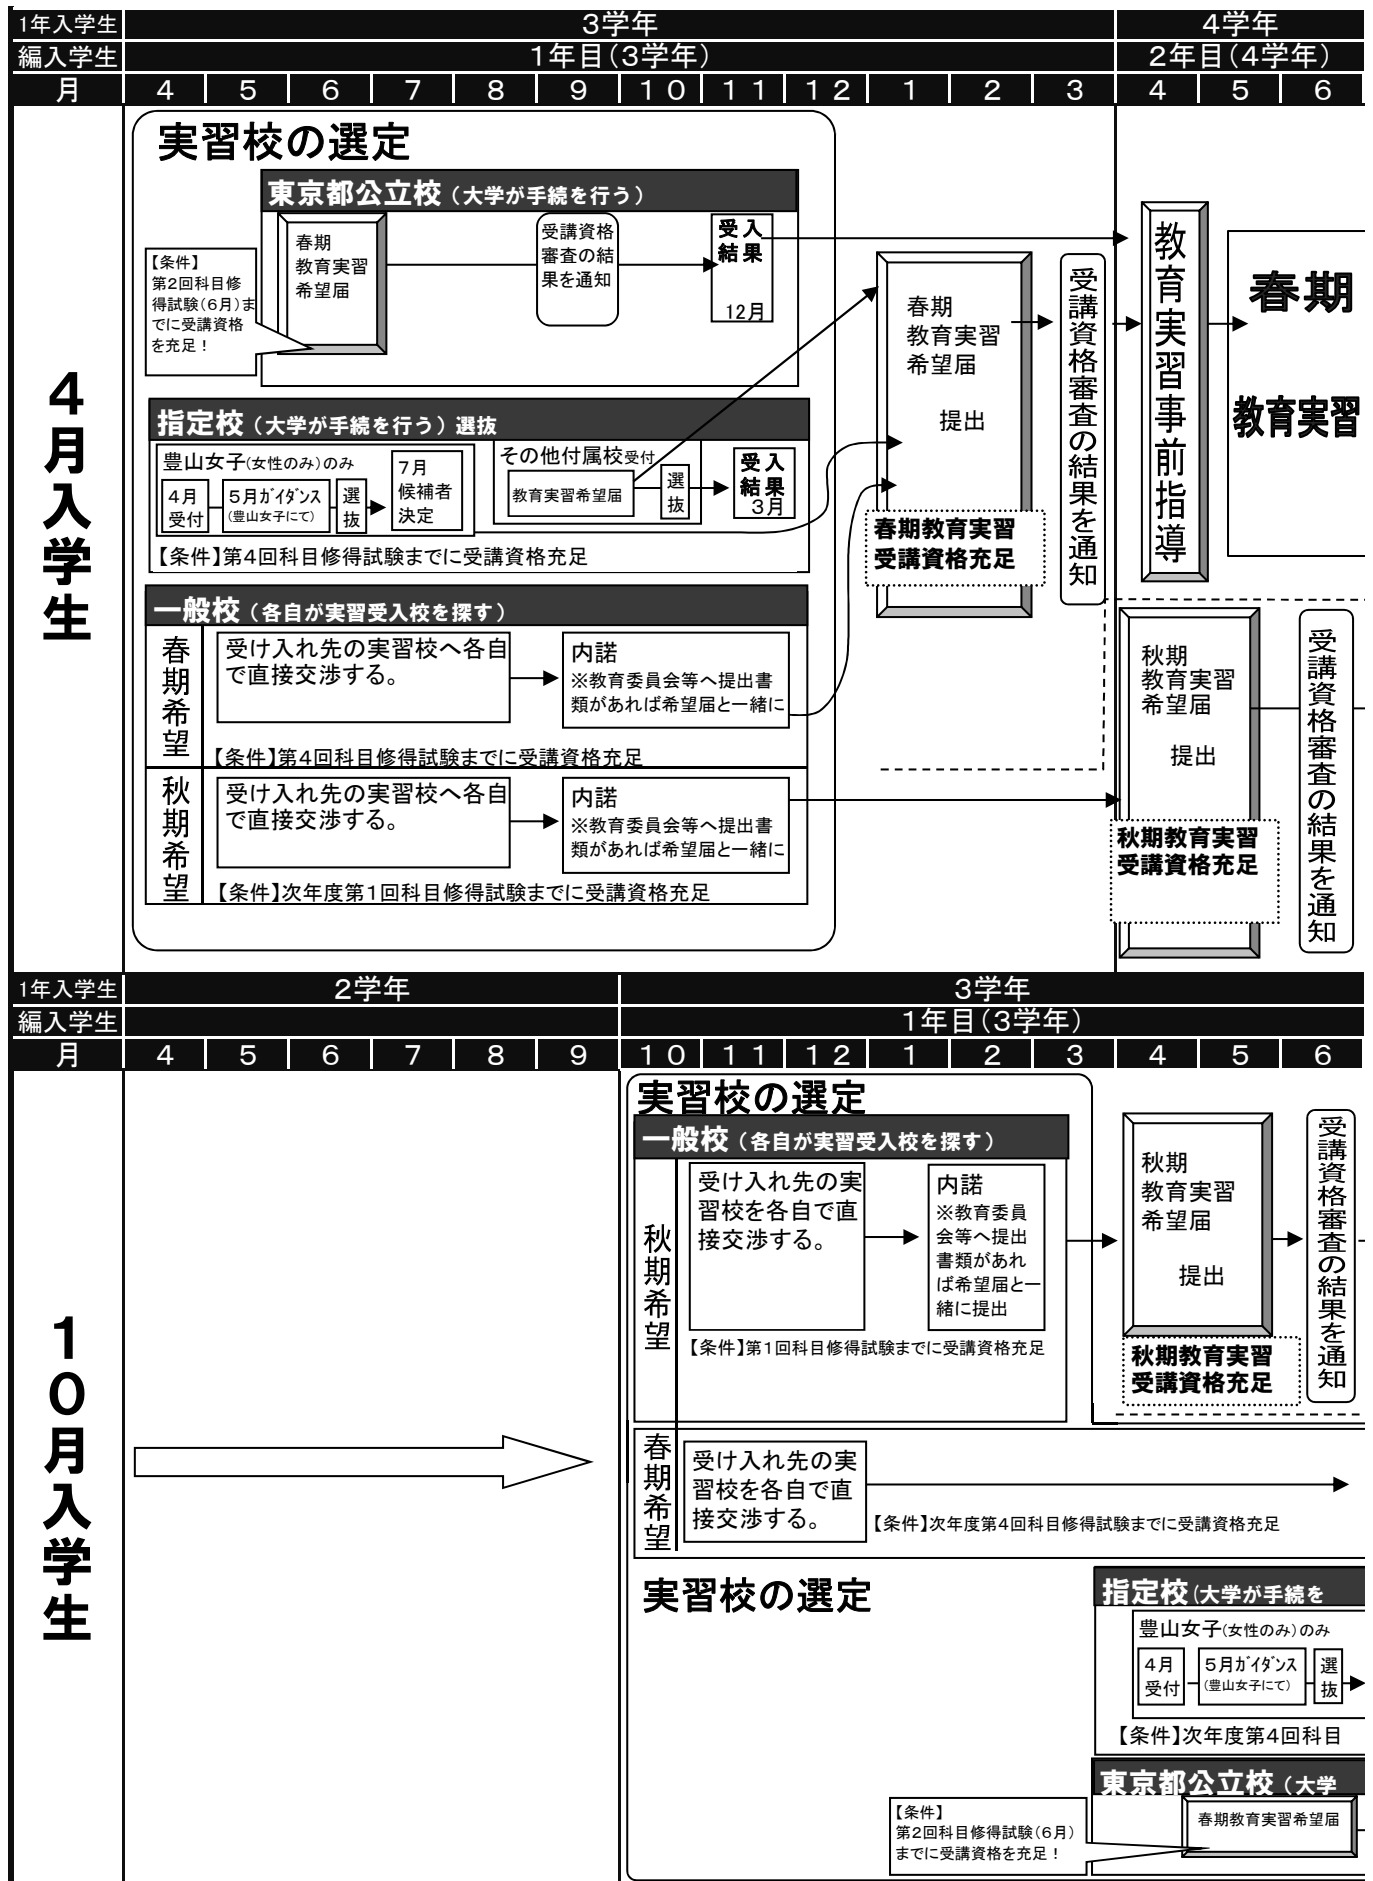 1年入学生 3学年 4学年
編入学生 1年目(3学年) 2年目(4学年)
月 4 5 6 7 8 9 10 11 12 1 2 3 4 5 6
4月入学生
実習校の選定
東京都公立校(大学が手続を行う)
【条件】
第2回科目修
得試験(6月)ま
でに受講資格
を充足！
春期
教育実習
希望届
受講資格
審査の結
果を通知
受入
結果
12月
指定校(大学が手続を行う)選抜
豊山女子(女性のみ)のみ
4月
受付
5月ガイダンス
(豊山女子にて)
選
抜
7月
候補者
決定
その他付属校受付
教育実習希望届
選
抜
受入
結果
3月
【条件】第4回科目修得試験までに受講資格充足
一般校(各自が実習受入校を探す)
春期希望
受け入れ先の実習校へ各自
で直接交渉する。
内諾
※教育委員会等へ提出書
類があれば希望届と一緒に
【条件】第4回科目修得試験までに受講資格充足
秋期希望
受け入れ先の実習校へ各自
で直接交渉する。
内諾
※教育委員会等へ提出書
類があれば希望届と一緒に
【条件】次年度第1回科目修得試験までに受講資格充足
春期
教育実習
希望届
提出
春期教育実習
受講資格充足
受講資格審査の結果を通知
教育実習事前指導
春期
教育実習
秋期
教育実習
希望届
提出
秋期教育実習
受講資格充足
受講資格審査の結果を通知
1年入学生 2学年 3学年
編入学生 1年目(3学年)
月 4 5 6 7 8 9 10 11 12 1 2 3 4 5 6
10月入学生
実習校の選定
一般校(各自が実習受入校を探す)
秋期希望
受け入れ先の実
習校を各自で直
接交渉する。
内諾
※教育委員
会等へ提出
書類があれ
ば希望届と一
緒に提出
【条件】第1回科目修得試験までに受講資格充足
秋期
教育実習
希望届
提出
秋期教育実習
受講資格充足
受講資格審査の結果を通知
春期希望
受け入れ先の実
習校を各自で直
接交渉する。
【条件】次年度第4回科目修得試験までに受講資格充足
実習校の選定
指定校(大学が手続を
豊山女子(女性のみ)のみ
4月
受付
5月ガイダンス
(豊山女子にて)
選
抜
【条件】次年度第4回科目
東京都公立校(大学
春期教育実習希望届
【条件】
第2回科目修得試験(6月)
までに受講資格を充足！